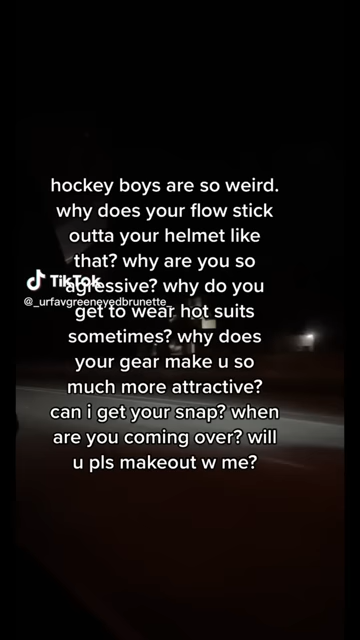 hockey boys are so weird.
why does your flow stick
outta your helmet like
that? why are you so
agressive? why do you
get to wear hot suits
sometimes? why does
your gear make u so
much more attractive?
can i get your snap? when
are you coming over? will
u pls makeout w me?
TikTok
@_urfavgreeneyedbrunette_